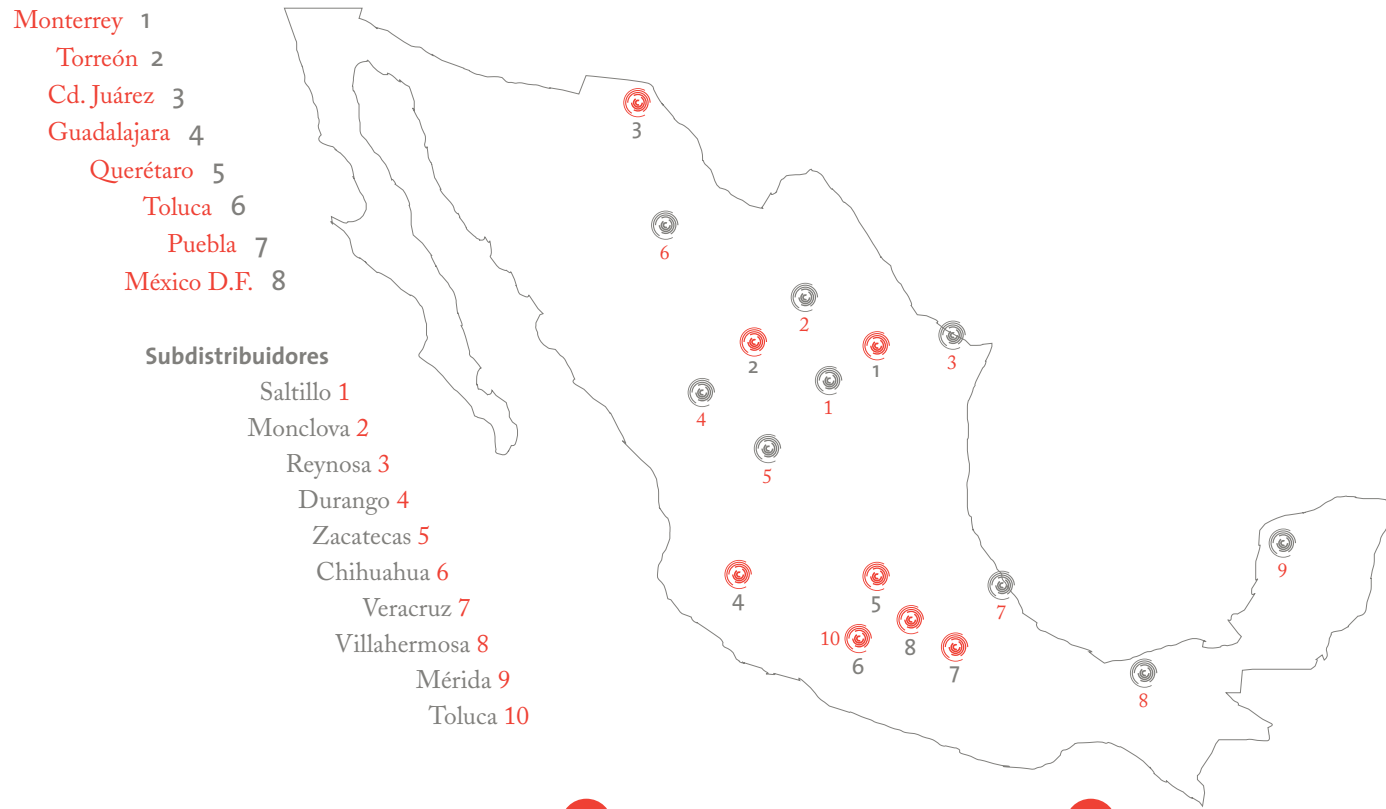 Monterrey 1
Torreón 2
Cd. Juárez 3
Guadalajara 4
Querétaro 5
Toluca 6
Puebla 7
México D.F. 8
Subdistribuidores
Saltillo 1
Monclova 2
Reynosa 3
Durango 4
Zacatecas 5
Chihuahua 6
Veracruz 7
Villahermosa 8
Mérida 9
Toluca 10
3
6
2
3
2
1
4
1
5
9
4
5
7
10
8
6
7
8